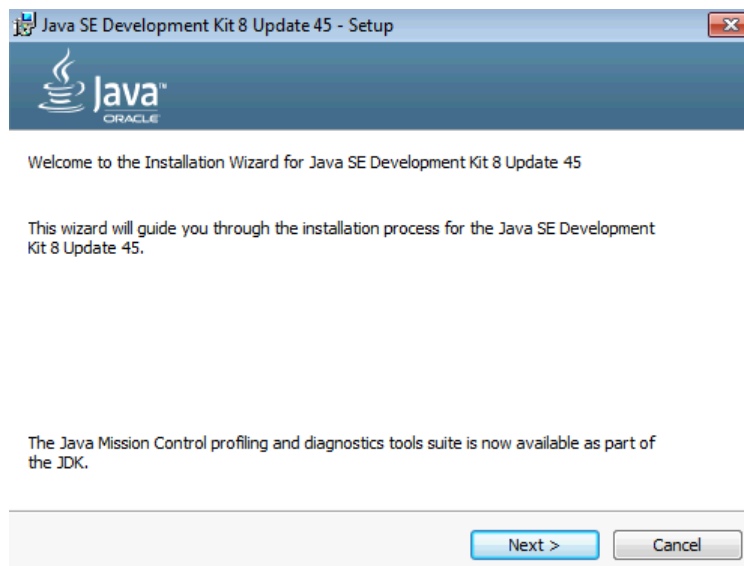 Java SE Development Kit 8 Update 45 - Setup
Java™
ORACLE
Welcome to the Installation Wizard for Java SE Development Kit 8 Update 45
This wizard will guide you through the installation process for the Java SE Development
Kit 8 Update 45.
The Java Mission Control profiling and diagnostics tools suite is now available as part of
the JDK.
Next >
Cancel